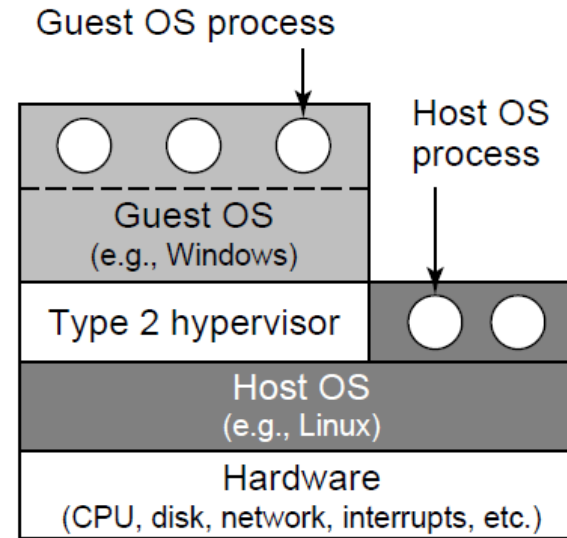 Guest OS process
Host OS
process
Guest OS
(e.g., Windows)
Type 2 hypervisor
Host OS
(e.g., Linux)
Hardware
(CPU, disk, network, interrupts, etc.)